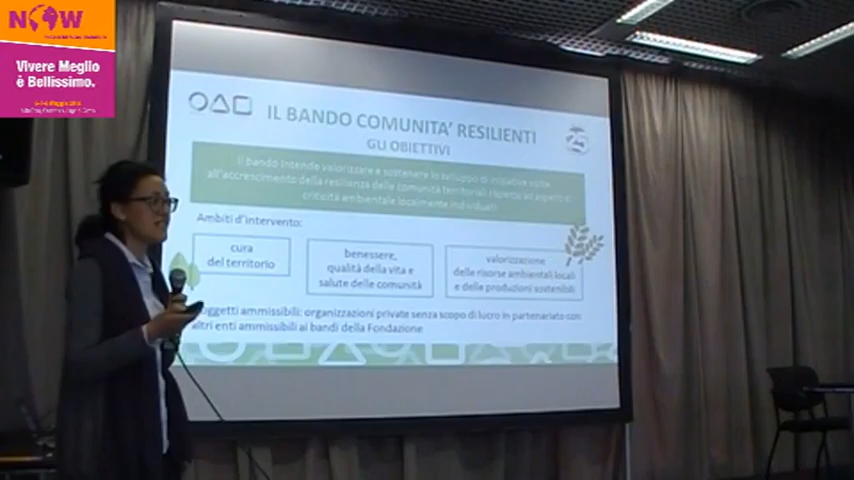 NOW
Vivere Meglio
è Bellissimo.
IL BANDO COMUNITA' RESILIENTI
GLI OBIETTIVI
Il bando intende valorizzare e sostenere lo sviluppo di iniziative volte
all'accrescimento della resilienza delle comunità territoriali rispetto ad aspetti di
criticità ambientale localmente individuati
Ambiti d'intervento:
cura
del territorio
benessere,
qualità della vita e
salute delle comunità
valorizzazione
delle risorse ambientali locali
e delle produzioni sostenibili
oggetti ammissibili: organizzazioni private senza scopo di lucro in partenariato con
altri enti ammissibili ai bandi della Fondazione